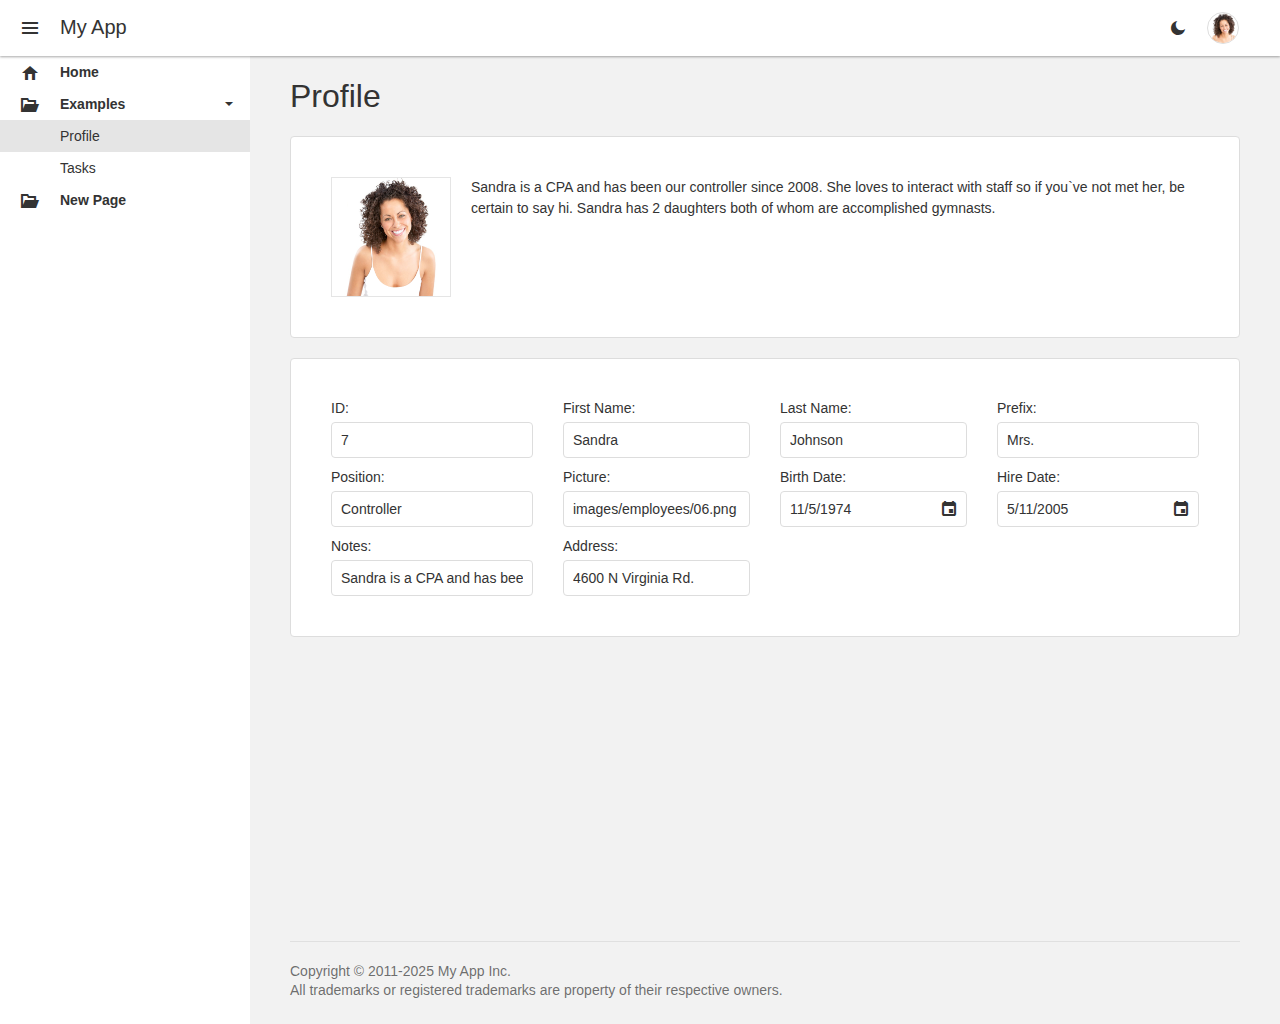 My App
Home
Examples
Profile
Tasks
New Page
Profile
Sandra is a CPA and has been our controller since 2008. She loves to interact with staff so if you`ve not met her, be
certain to say hi. Sandra has 2 daughters both of whom are accomplished gymnasts.
ID: First Name: Last Name: Prefix:
7 Sandra Johnson Mrs.
Position: Picture: Birth Date: Hire Date:
Controller images/employees/06.png 11/5/1974 5/11/2005
Notes: Address:
Sandra is a CPA and has bee 4600 N Virginia Rd.
Copyright © 2011-2025 My App Inc.
All trademarks or registered trademarks are property of their respective owners.